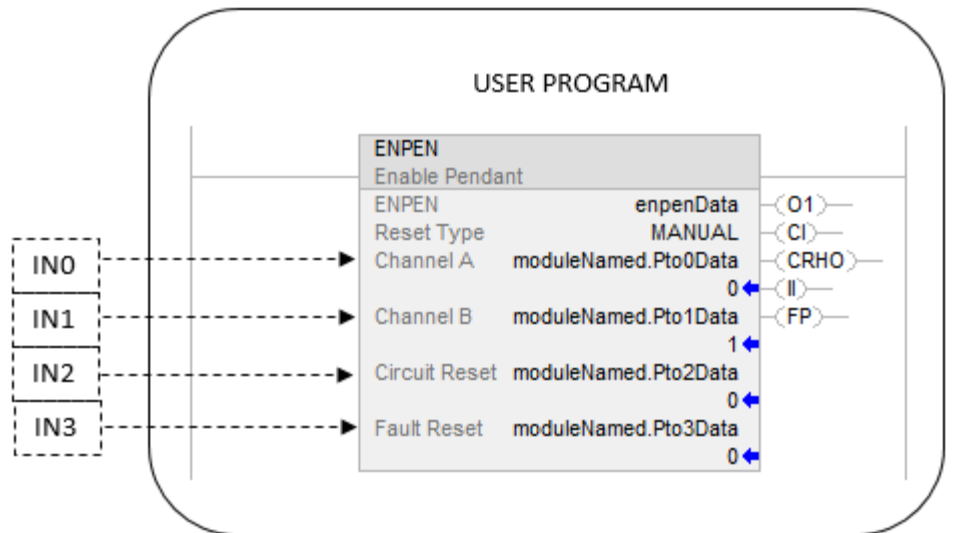 USER PROGRAM
ENPEN
Enable Pendant
ENPEN enpenData (O1)
Reset Type MANUAL (CI)
IN0 Channel A moduleNamed.Pto0Data (CRHO)
0 (II)
IN1 Channel B moduleNamed.Pto1Data (FP)
1
IN2 Circuit Reset moduleNamed.Pto2Data
0
IN3 Fault Reset moduleNamed.Pto3Data
0